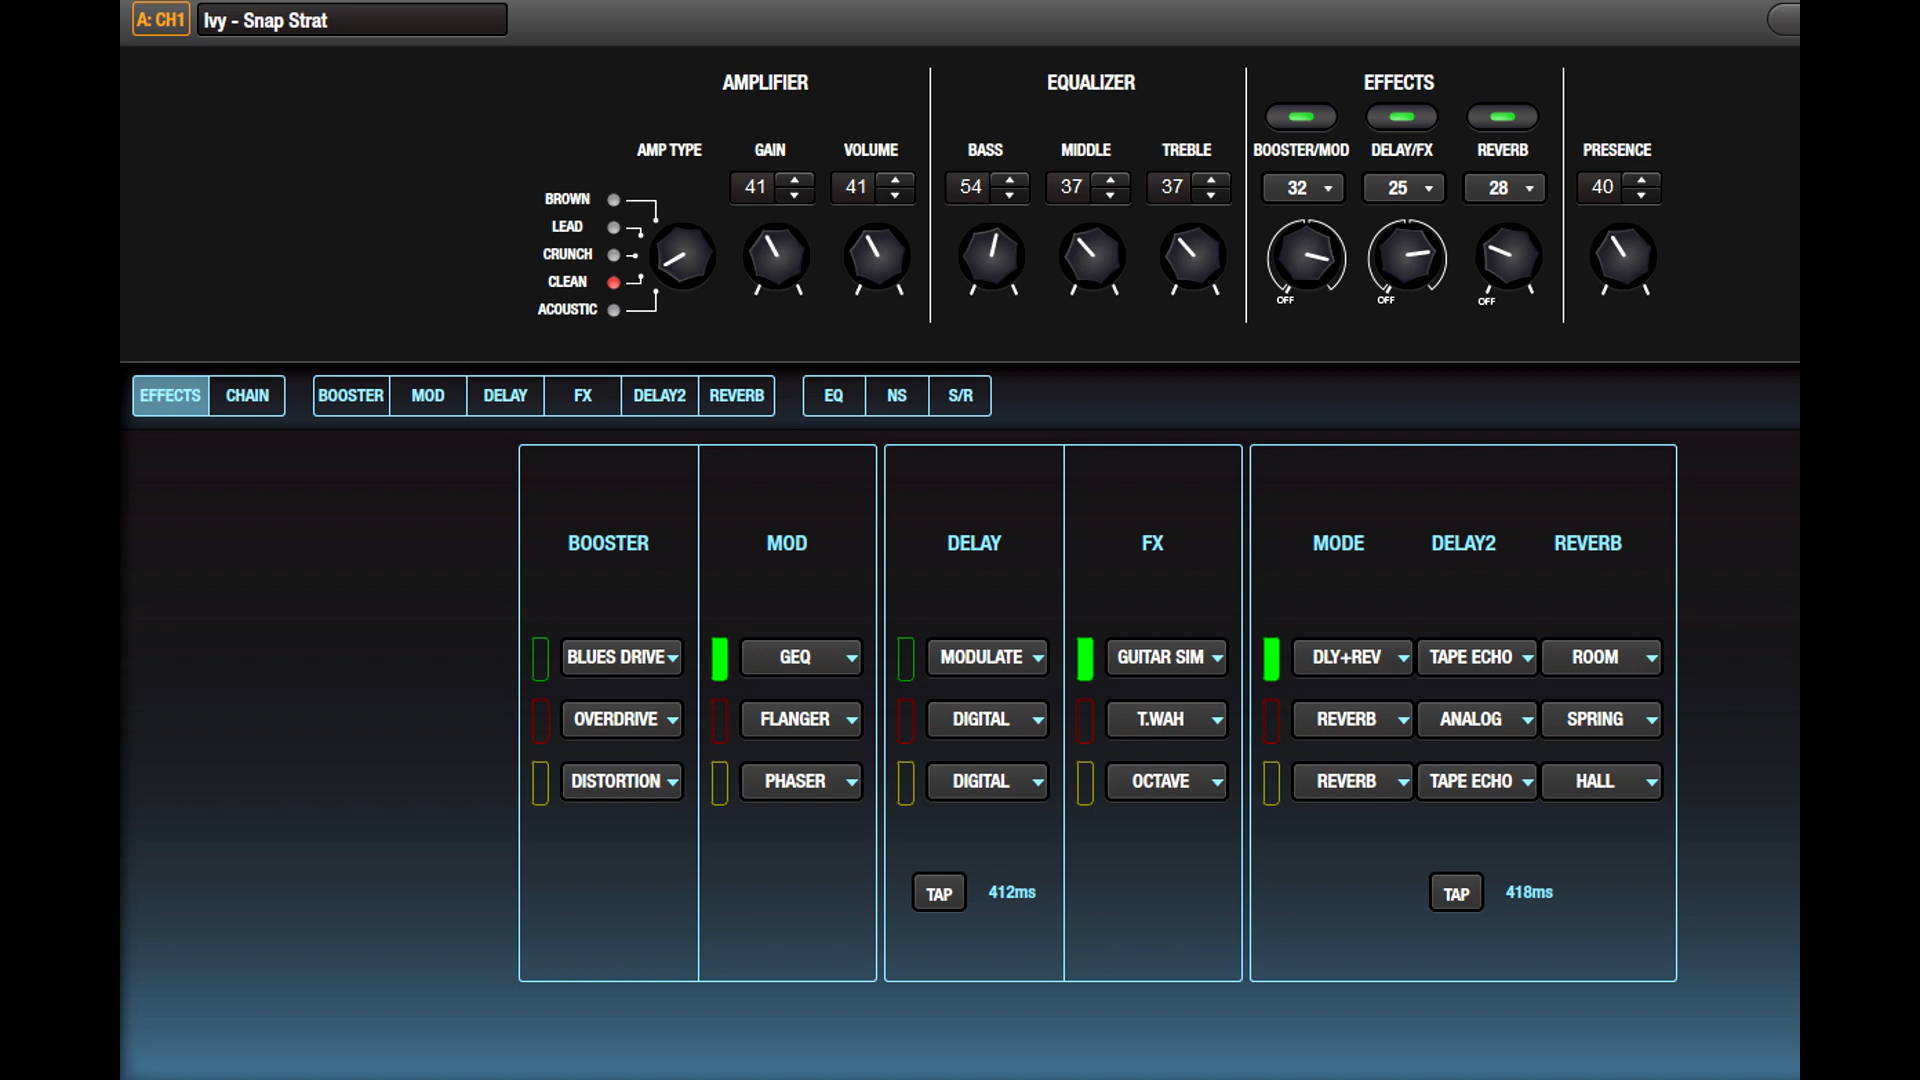 A: CH1 Ivy - Snap Strat
AMPLIFIER EQUALIZER EFFECTS
AMP TYPE GAIN VOLUME BASS MIDDLE TREBLE BOOSTER/MOD DELAY/FX REVERB PRESENCE
41 41 54 37 37 32 25 28 40
BROWN
LEAD
CRUNCH
CLEAN
ACOUSTIC
OFF OFF OFF
EFFECTS CHAIN BOOSTER MOD DELAY FX DELAY2 REVERB EQ NS S/R
BOOSTER MOD DELAY FX MODE DELAY2 REVERB
BLUES DRIVE GEQ MODULATE GUITAR SIM DLY+REV TAPE ECHO ROOM
OVERDRIVE FLANGER DIGITAL T.WAH REVERB ANALOG SPRING
DISTORTION PHASER DIGITAL OCTAVE REVERB TAPE ECHO HALL
TAP 412ms TAP 418ms